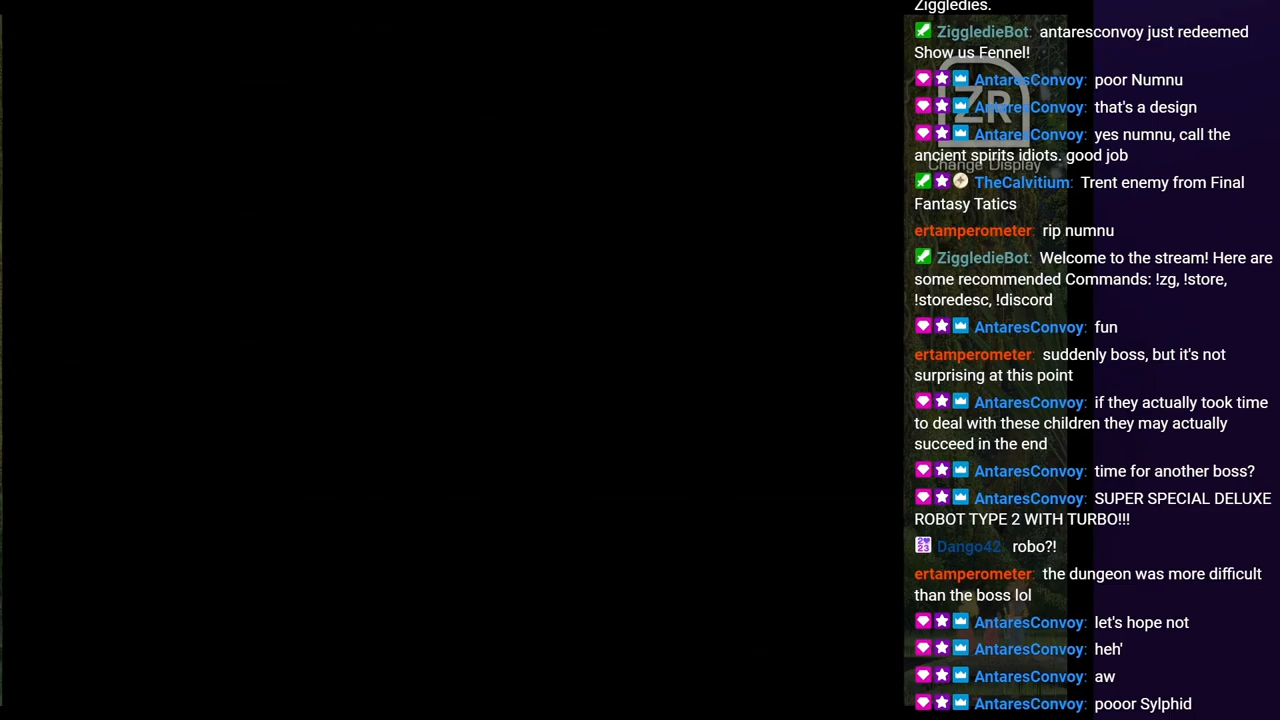 Ziggledies.
ZiggledieBot: antaresconvoy just redeemed
Show us Fennel!
AntaresConvoy: poor Numnu
ZR
AntaresConvoy: that's a design
AntaresConvoy: yes numnu, call the
ancient spirits idiots. good job
Change Display
TheCalvitium: Trent enemy from Final
Fantasy Tatics
ertamperometer: rip numnu
ZiggledieBot: Welcome to the stream! Here are
some recommended Commands: !zg, !store,
!storedesc, !discord
AntaresConvoy: fun
ertamperometer: suddenly boss, but it's not
surprising at this point
AntaresConvoy: if they actually took time
to deal with these children they may actually
succeed in the end
AntaresConvoy: time for another boss?
AntaresConvoy: SUPER SPECIAL DELUXE
ROBOT TYPE 2 WITH TURBO!!!
Dango42: robo?!
ertamperometer: the dungeon was more difficult
than the boss lol
AntaresConvoy: let's hope not
AntaresConvoy: heh'
AntaresConvoy: aw
AntaresConvoy: pooor Sylphid